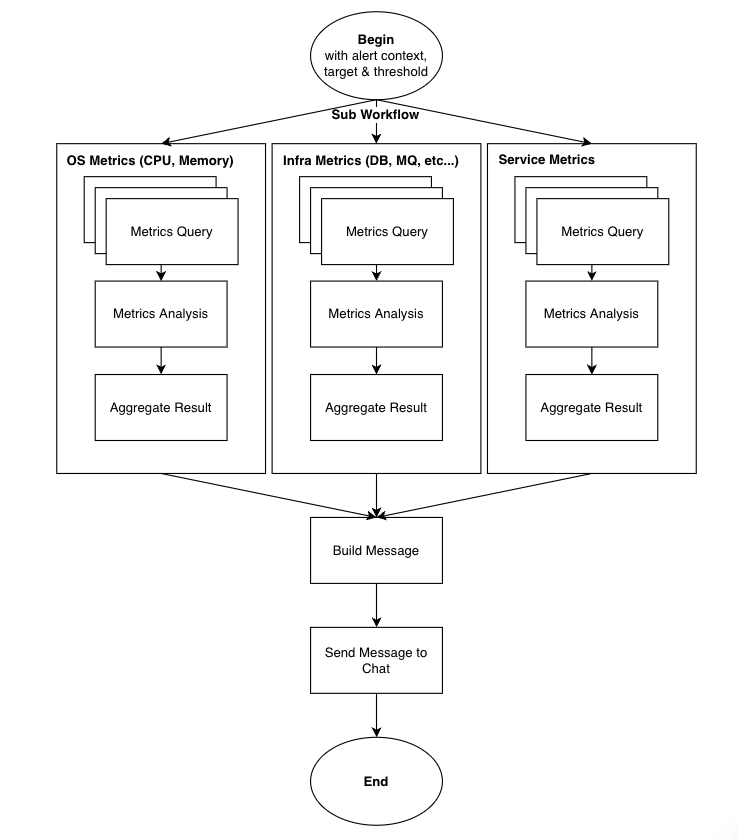 Begin
with alert context,
target & threshold
Sub Workflow
OS Metrics (CPU, Memory)
Metrics Query
Metrics Analysis
Aggregate Result
Infra Metrics (DB, MQ, etc...)
Metrics Query
Metrics Analysis
Aggregate Result
Service Metrics
Metrics Query
Metrics Analysis
Aggregate Result
Build Message
Send Message to
Chat
End